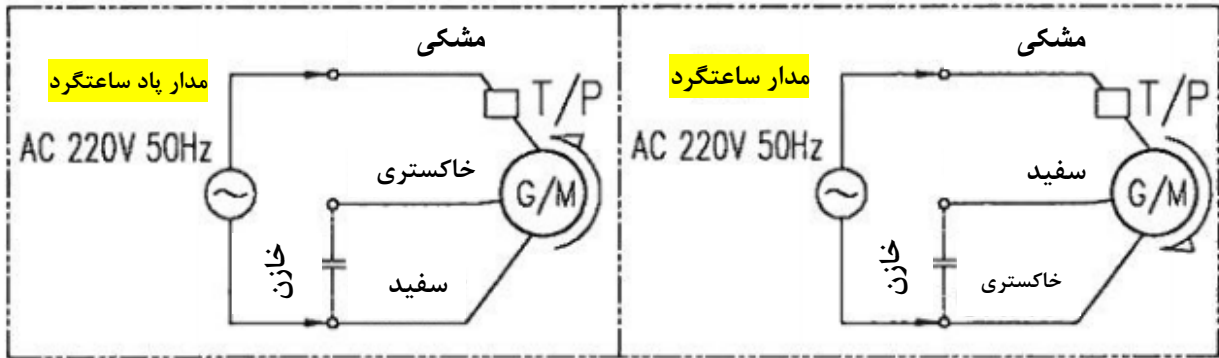 مشکی
مدار پاد ساعتگرد
T/P
AC 220V 50Hz
خاکستری
G/M
خازن
سفید
مشکی
مدار ساعتگرد
T/P
AC 220V 50Hz
سفید
G/M
خازن
خاکستری